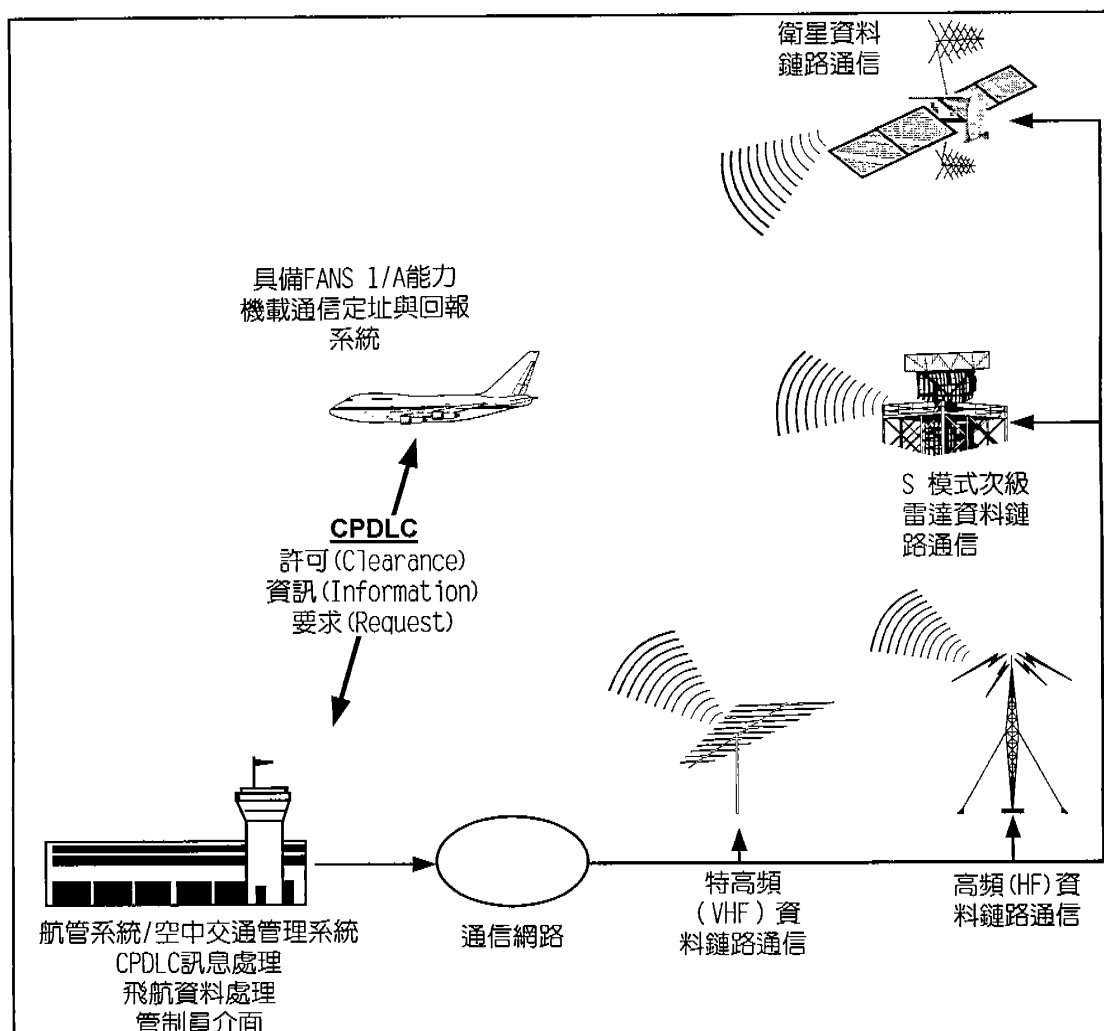 衛星資料
鏈路通信
具備FANS 1/A能力
機載通信定址與回報
系統
S 模式次級
雷達資料鏈
路通信
CPDLC
許可(Clearance)
資訊(Information)
要求(Request)
航管系統/空中交通管理系統
CPDLC訊息處理
飛航資料處理
管制員介面
通信網路
特高頻
(VHF)資
料鏈路通信
高頻(HF)資
料鏈路通信